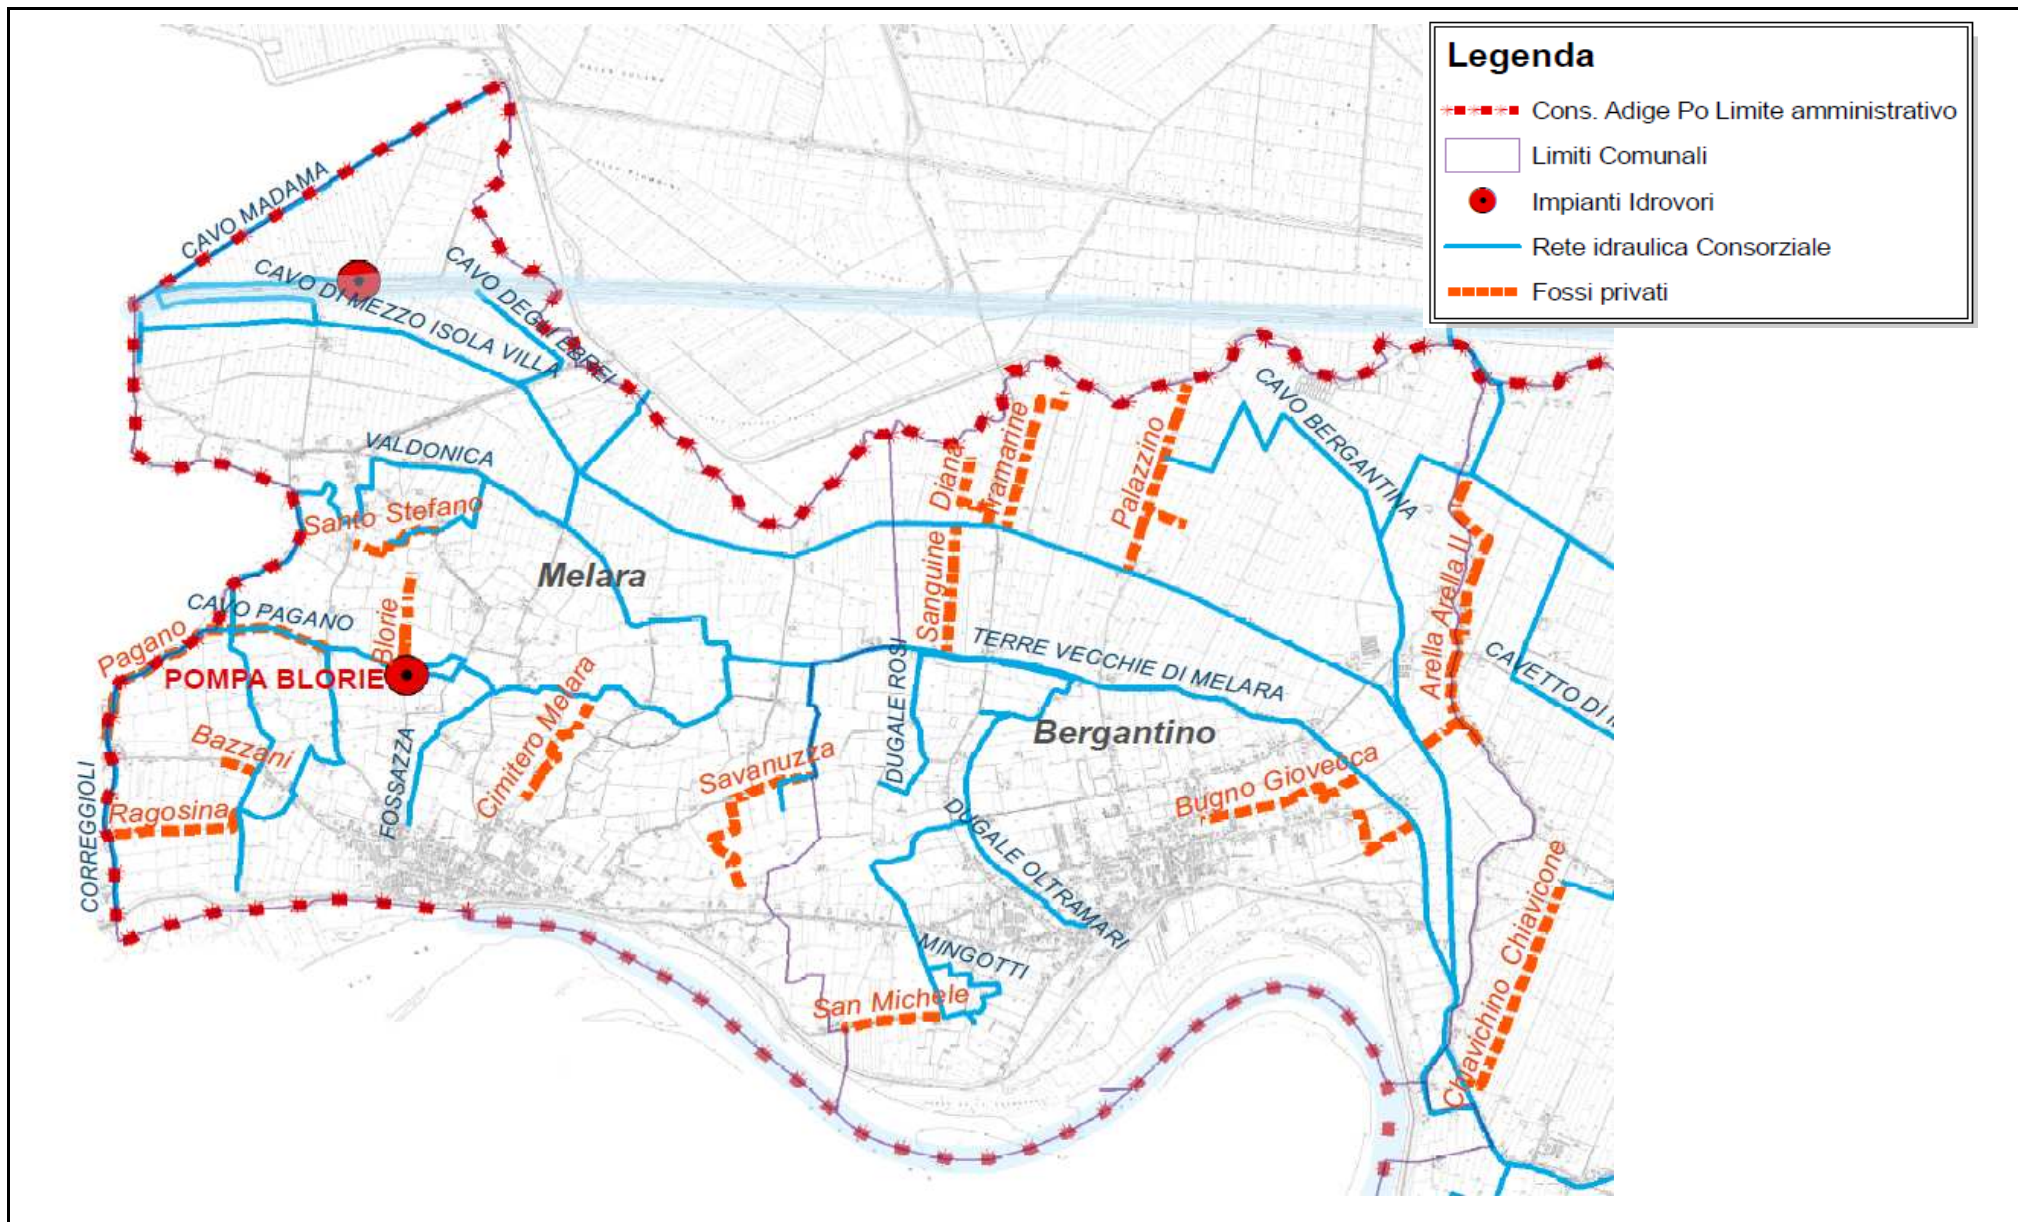 Legenda
Cons. Adige Po Limite amministrativo
Limiti Comunali
Impianti Idrovori
Rete idraulica Consorziale
Fossi privati
CAVO MADAMA
CAVO DI MEZZO ISOLA VILLA
CAVO DEGLI EBREI
CAVO BERGANTINA
VALDONICA
Santo Stefano
Diana
Palazzino
Melara
Sanguine
Arella Arella II
CAVO PAGANO
Pagano
Blorie
POMPA BLORIE
TERRE VECCHIE DI MELARA
DUGALE ROSI
CAVETTO DI
Bergantino
Bazzani
Ragosina
CORREGGIOLI
FOSSAZZA
Cimitero Melara
Savanuzza
Bugno Giovecca
DUGALE OLTRAMARI
MINGOTTI
San Michele
Chiavichino Chiavicone